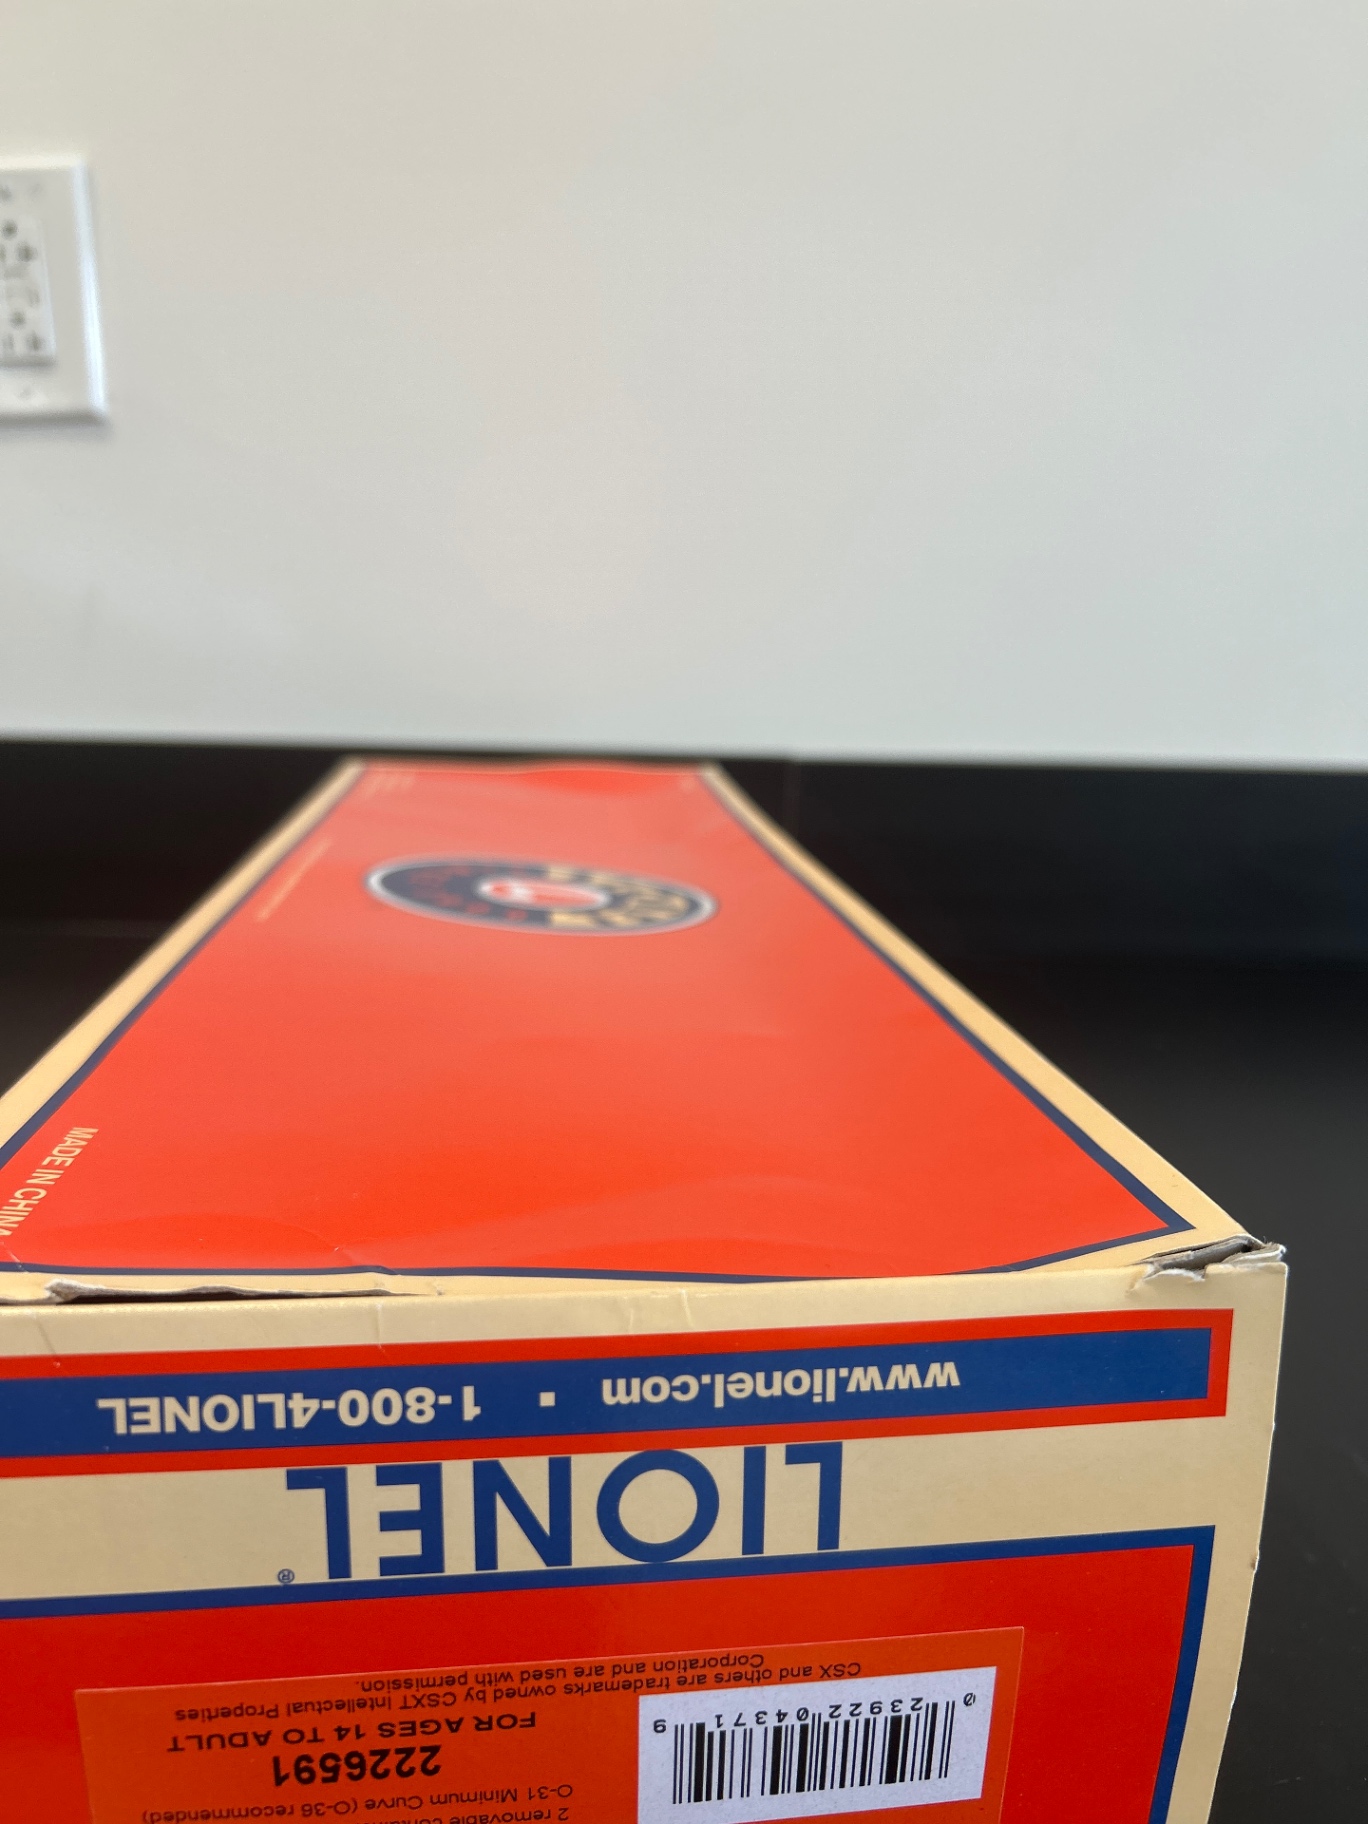 2 removable
O-31 Minimum Curve (O-36 recommended)
2226591
FOR AGES 14 TO ADULT
CSX and others are trademarks owned by CSXT Intellectual Properties
Corporation and are used with permission.
0 23922 04371 9
LIONEL®
www.lionel.com ▪ 1-800-4LIONEL
MADE IN CHINA